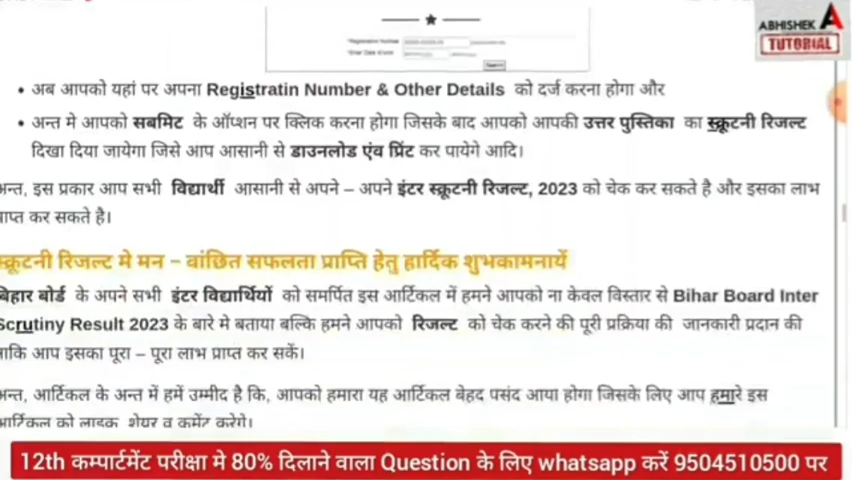 ABHISHEK A
TUTORIAL
• अब आपको यहां पर अपना Registratin Number & Other Details को दर्ज करना होगा और
• अन्त मे आपको सबमिट के ऑप्शन पर क्लिक करना होगा जिसके बाद आपको आपकी उत्तर पुस्तिका का स्क्रूटनी रिजल्ट
दिखा दिया जायेगा जिसे आप आसानी से डाउनलोड एंव प्रिंट कर पायेगे आदि।
अन्त, इस प्रकार आप सभी विद्यार्थी आसानी से अपने – अपने इंटर स्क्रूटनी रिजल्ट, 2023 को चेक कर सकते है और इसका लाभ
प्राप्त कर सकते है।
स्क्रूटनी रिजल्ट मे मन – वांछित सफलता प्राप्ति हेतु हार्दिक शुभकामनायें
बिहार बोर्ड के अपने सभी इंटर विद्यार्थियों को समर्पित इस आर्टिकल में हमने आपको ना केवल विस्तार से Bihar Board Inter
Scrutiny Result 2023 के बारे मे बताया बल्कि हमने आपको रिजल्ट को चेक करने की पूरी प्रक्रिया की जानकारी प्रदान की
ताकि आप इसका पूरा – पूरा लाभ प्राप्त कर सकें।
अन्त, आर्टिकल के अन्त में हमें उम्मीद है कि, आपको हमारा यह आर्टिकल बेहद पसंद आया होगा जिसके लिए आप हमारे इस
आर्टिकल को लाइक, शेयर व कमेंट करेगे।
12th कम्पार्टमेंट परीक्षा मे 80% दिलाने वाला Question के लिए whatsapp करें 9504510500 पर